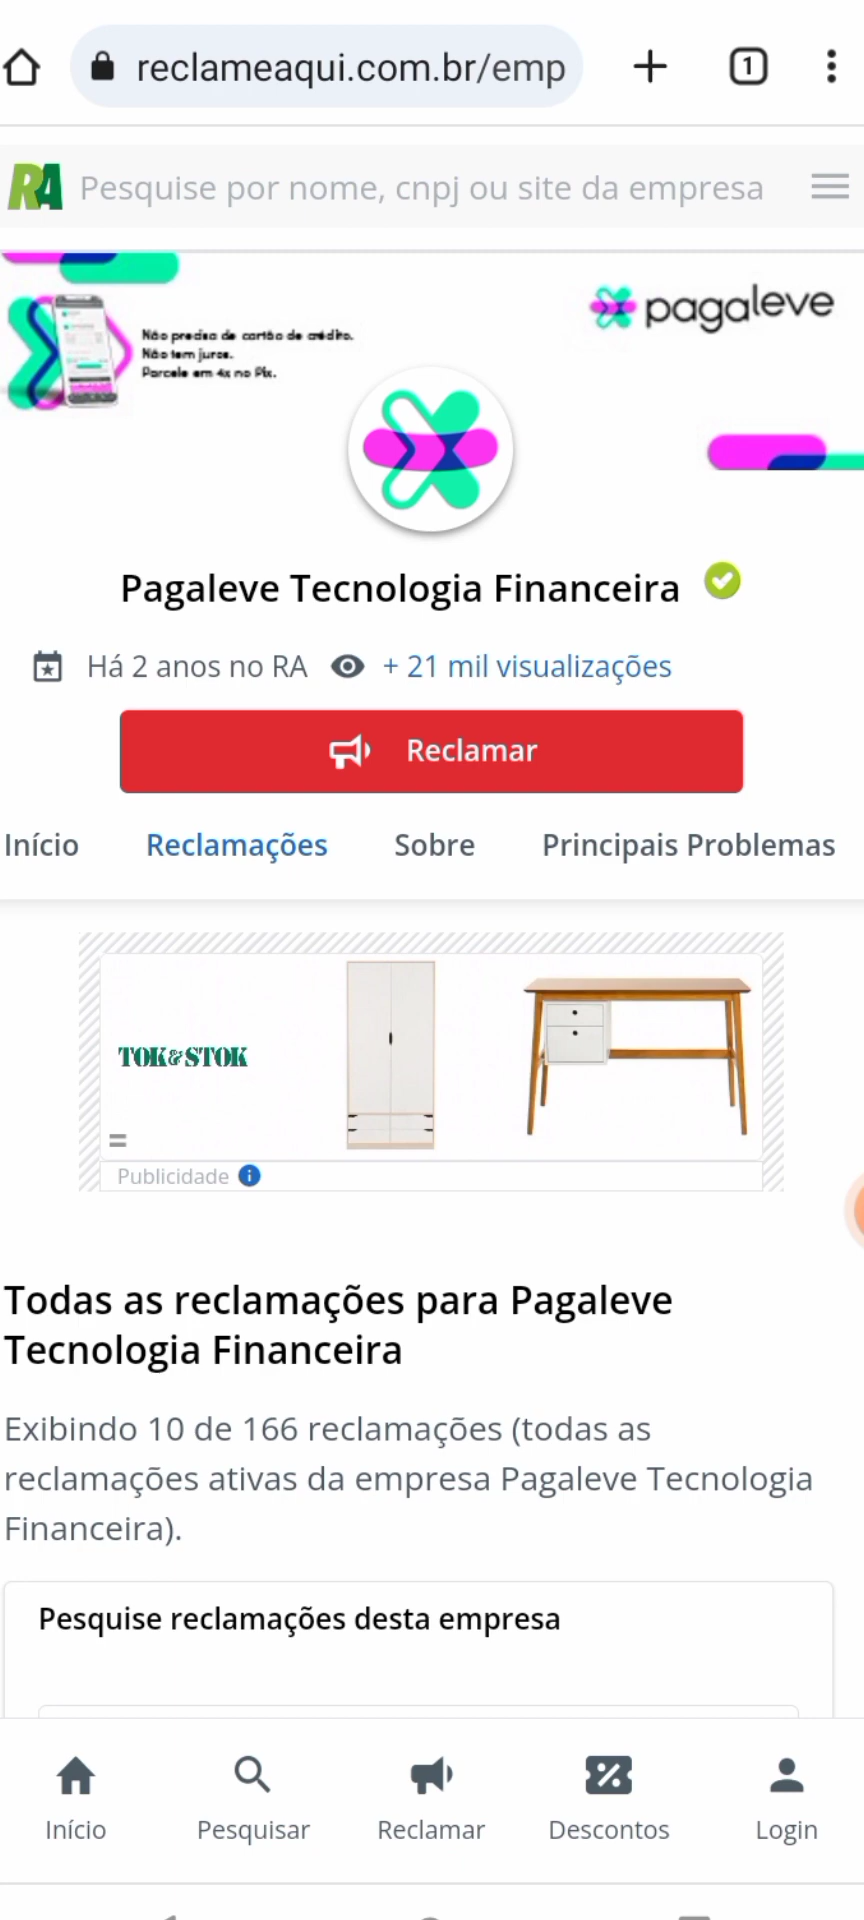 reclameaqui.com.br/emp
1
RA Pesquise por nome, cnpj ou site da empresa
pagaleve
Não precisa de cartão de crédito.
Não tem juros.
Parcele em 4x no Pix.
Pagaleve Tecnologia Financeira
Há 2 anos no RA + 21 mil visualizações
Reclamar
Início Reclamações Sobre Principais Problemas
TOK&STOK
Publicidade
Todas as reclamações para Pagaleve
Tecnologia Financeira
Exibindo 10 de 166 reclamações (todas as
reclamações ativas da empresa Pagaleve Tecnologia
Financeira).
Pesquise reclamações desta empresa
Início Pesquisar Reclamar Descontos Login